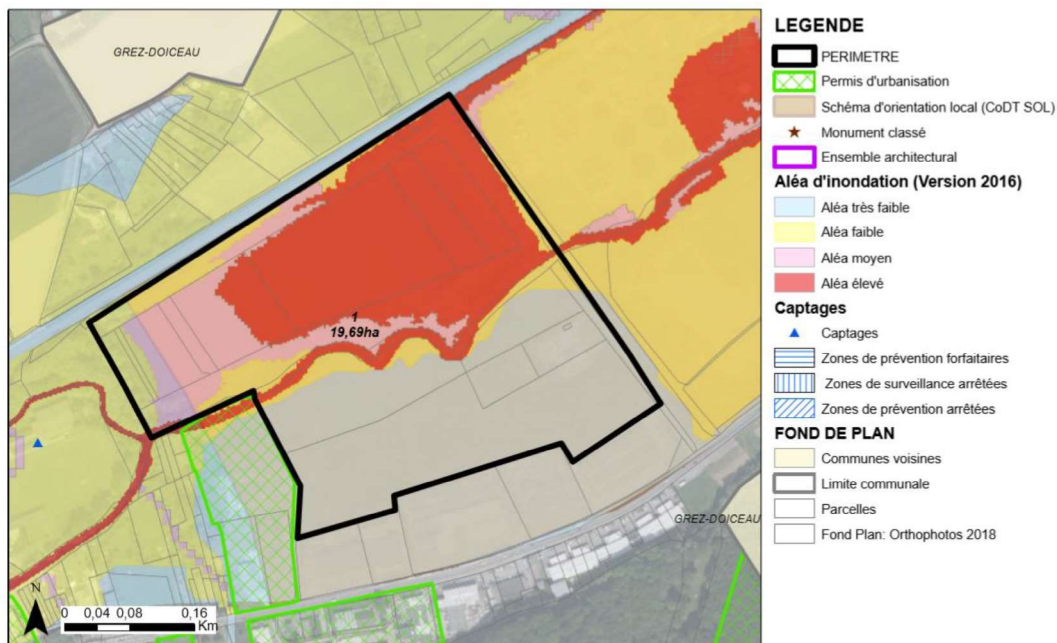 GREZ-DOICEAU
1
19,69ha
GREZ-DOICEAU
N
0 0,04 0,08 0,16
Km
LEGENDE
PERIMETRE
Permis d'urbanisation
Schéma d'orientation local (CoDT SOL)
Monument classé
Ensemble architectural
Aléa d'inondation (Version 2016)
Aléa très faible
Aléa faible
Aléa moyen
Aléa élevé
Captages
Captages
Zones de prévention forfaitaires
Zones de surveillance arrêtées
Zones de prévention arrêtées
FOND DE PLAN
Communes voisines
Limite communale
Parcelles
Fond Plan: Orthophotos 2018